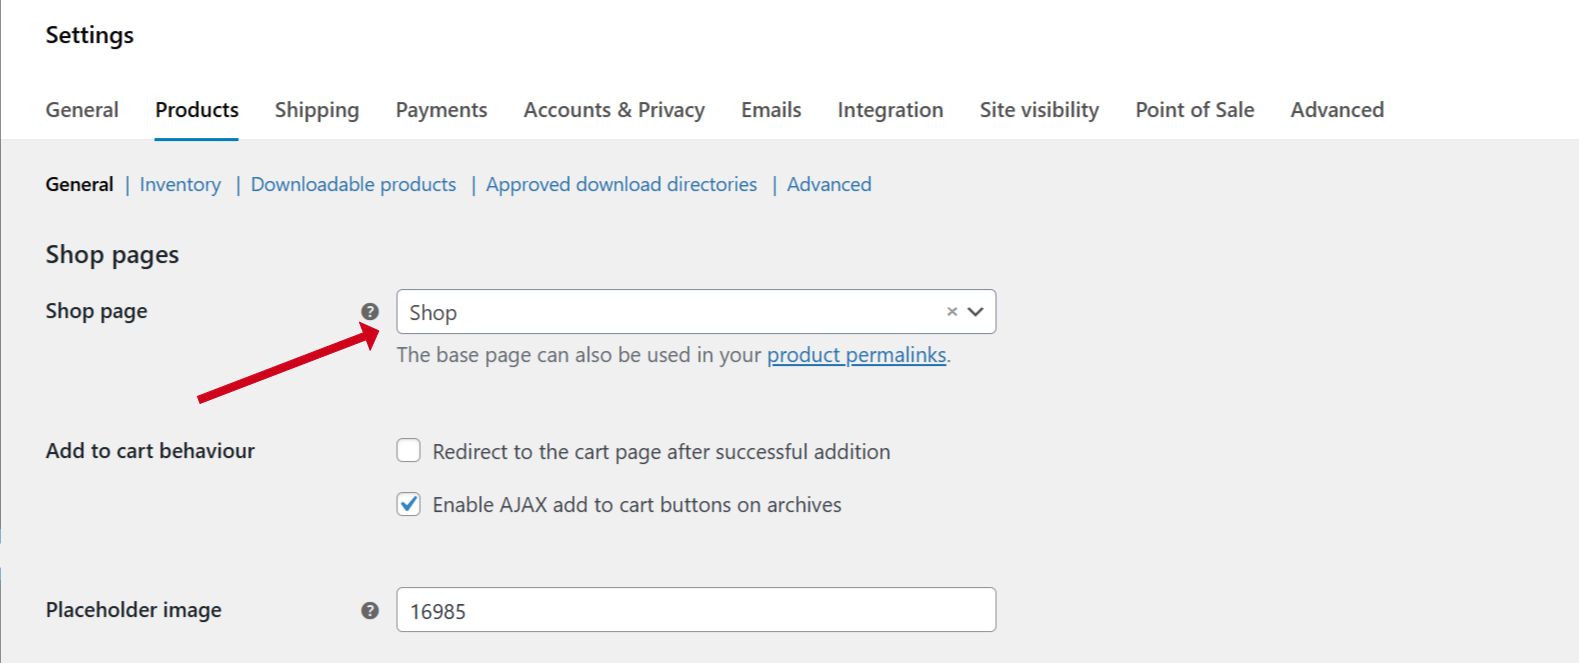 Settings
General Products Shipping Payments Accounts & Privacy Emails Integration Site visibility Point of Sale Advanced
General | Inventory | Downloadable products | Approved download directories | Advanced
Shop pages
Shop page ? Shop × 
The base page can also be used in your product permalinks.
Add to cart behaviour Redirect to the cart page after successful addition
Enable AJAX add to cart buttons on archives
Placeholder image ? 16985